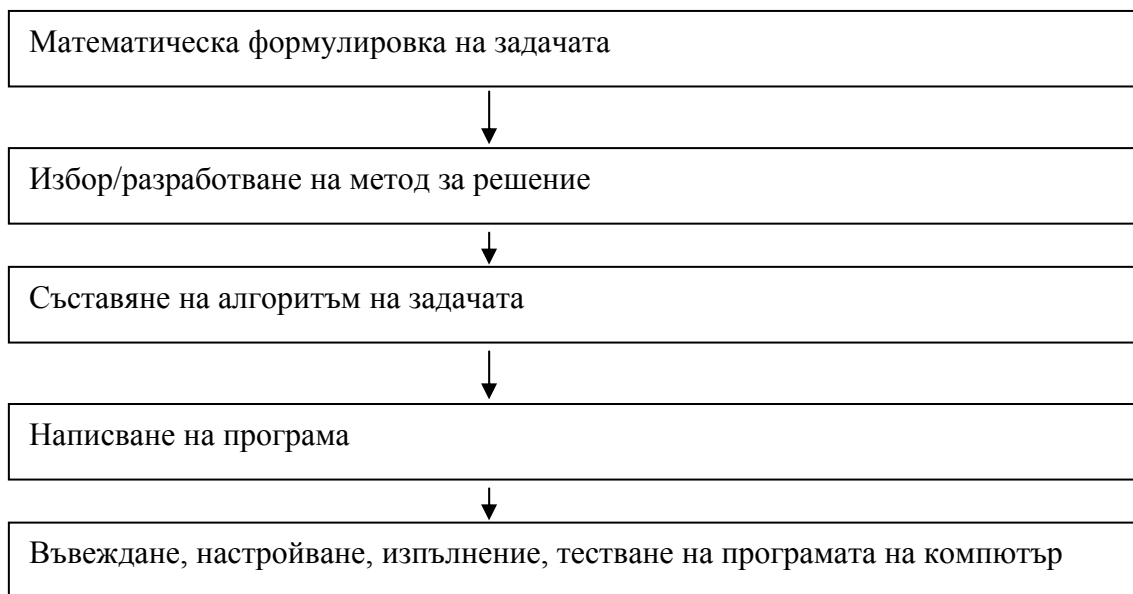 Математическа формулировка на задачата
Избор/разработване на метод за решение
Съставяне на алгоритъм на задачата
Написване на програма
Въвеждане, настройване, изпълнение, тестване на програмата на компютър